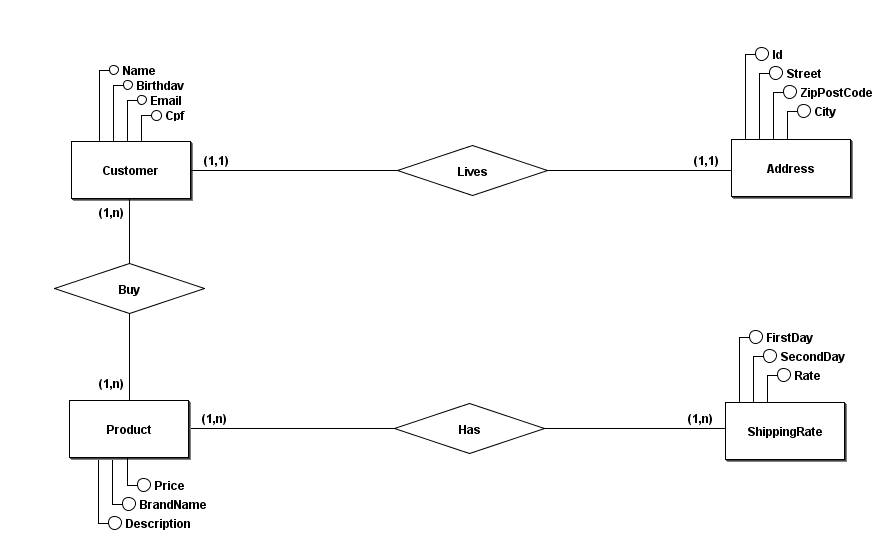 Name
Birthdav
Email
Cpf
Id
Street
ZipPostCode
City
Customer
(1,1)
Lives
(1,1)
Address
(1,n)
Buy
(1,n)
FirstDay
SecondDay
Rate
Product
(1,n)
Has
(1,n)
ShippingRate
Price
BrandName
Description